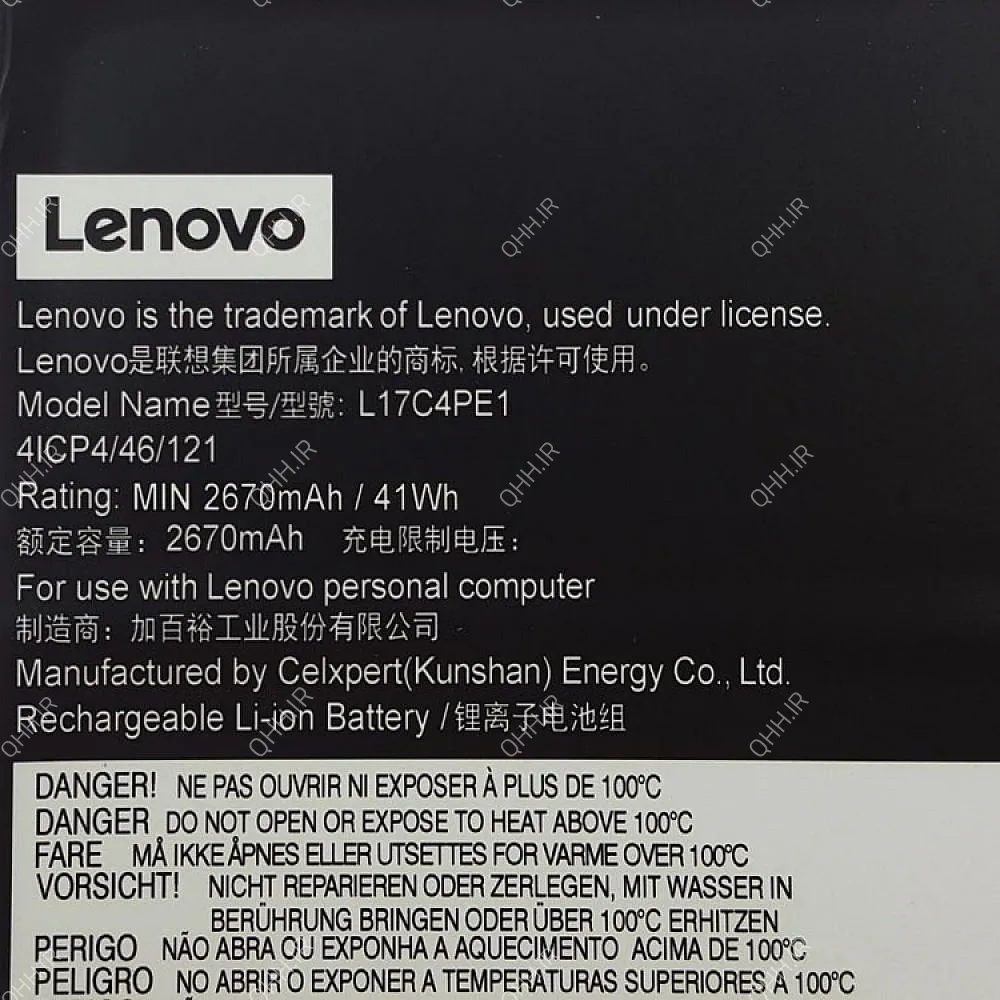 Lenovo
Lenovo is the trademark of Lenovo, used under license.
Lenovo是联想集团所属企业的商标, 根据许可使用。
Model Name型号/型號: L17C4PE1
4ICP4/46/121
Rating: MIN 2670mAh / 41Wh
额定容量: 2670mAh 充电限制电压:
For use with Lenovo personal computer
制造商: 加百裕工业股份有限公司
Manufactured by Celxpert(Kunshan) Energy Co., Ltd.
Rechargeable Li-ion Battery /锂离子电池组
DANGER! NE PAS OUVRIR NI EXPOSER À PLUS DE 100°C
DANGER DO NOT OPEN OR EXPOSE TO HEAT ABOVE 100°C
FARE MÅ IKKE ÅPNES ELLER UTSETTES FOR VARME OVER 100°C
VORSICHT! NICHT REPARIEREN ODER ZERLEGEN, MIT WASSER IN
BERÜHRUNG BRINGEN ODER ÜBER 100°C ERHITZEN
PERIGO NÃO ABRA OU EXPONHA A AQUECIMENTO ACIMA DE 100°C
PELIGRO NO ABRIR O EXPONER A TEMPERATURAS SUPERIORES A 100°C
QHH.IR